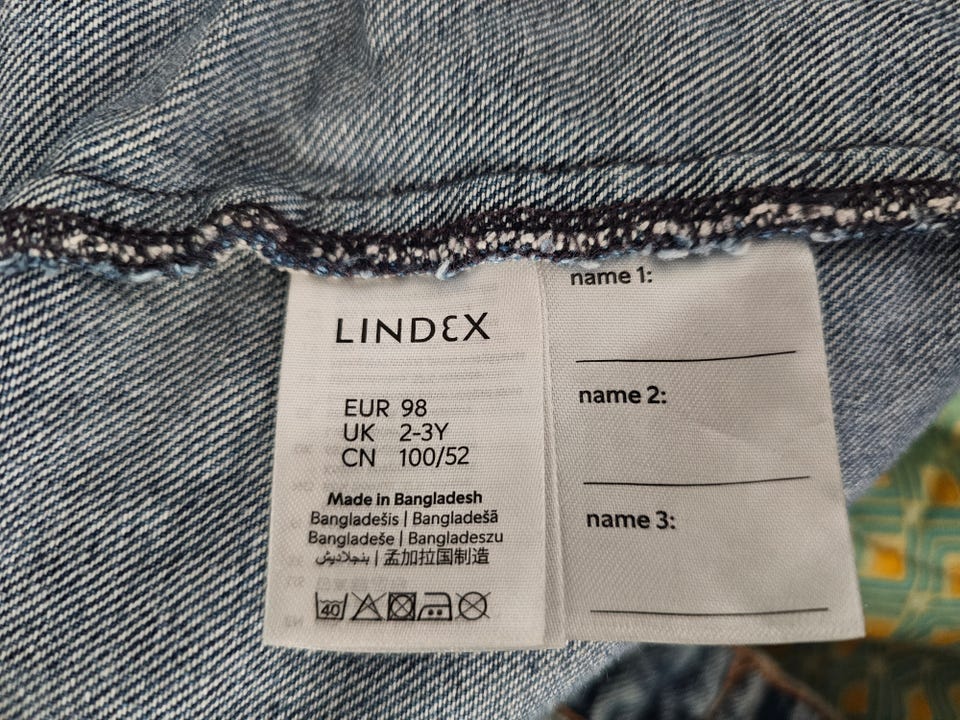 LINDEX
EUR 98
UK 2-3Y
CN 100/52
Made in Bangladesh
Bangladešis | Bangladešā
Bangladeše | Bangladeszu
بنجلاديش | 孟加拉国制造
40
name 1:
name 2:
name 3: